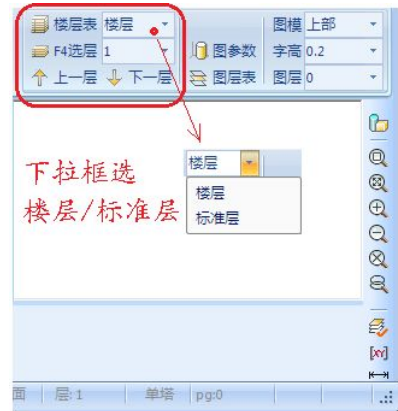 楼层表 楼层 图模 上部
F4选层 1 图参数 字高 0.2
上一层 下一层 图层表 图层 0
楼层
下拉框选
楼层
楼层/标准层
标准层
[XY]
面 层:1 单塔 pg:0